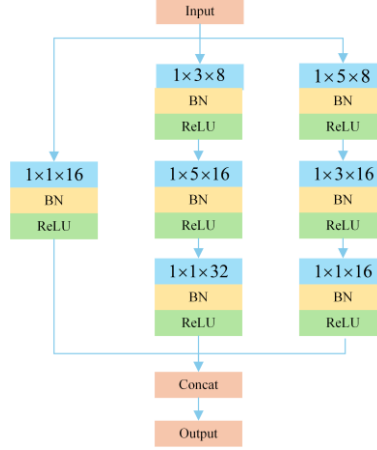 Input
1×3×8
BN
ReLU
1×5×8
BN
ReLU
1×1×16
BN
ReLU
1×5×16
BN
ReLU
1×3×16
BN
ReLU
1×1×32
BN
ReLU
1×1×16
BN
ReLU
Concat
Output